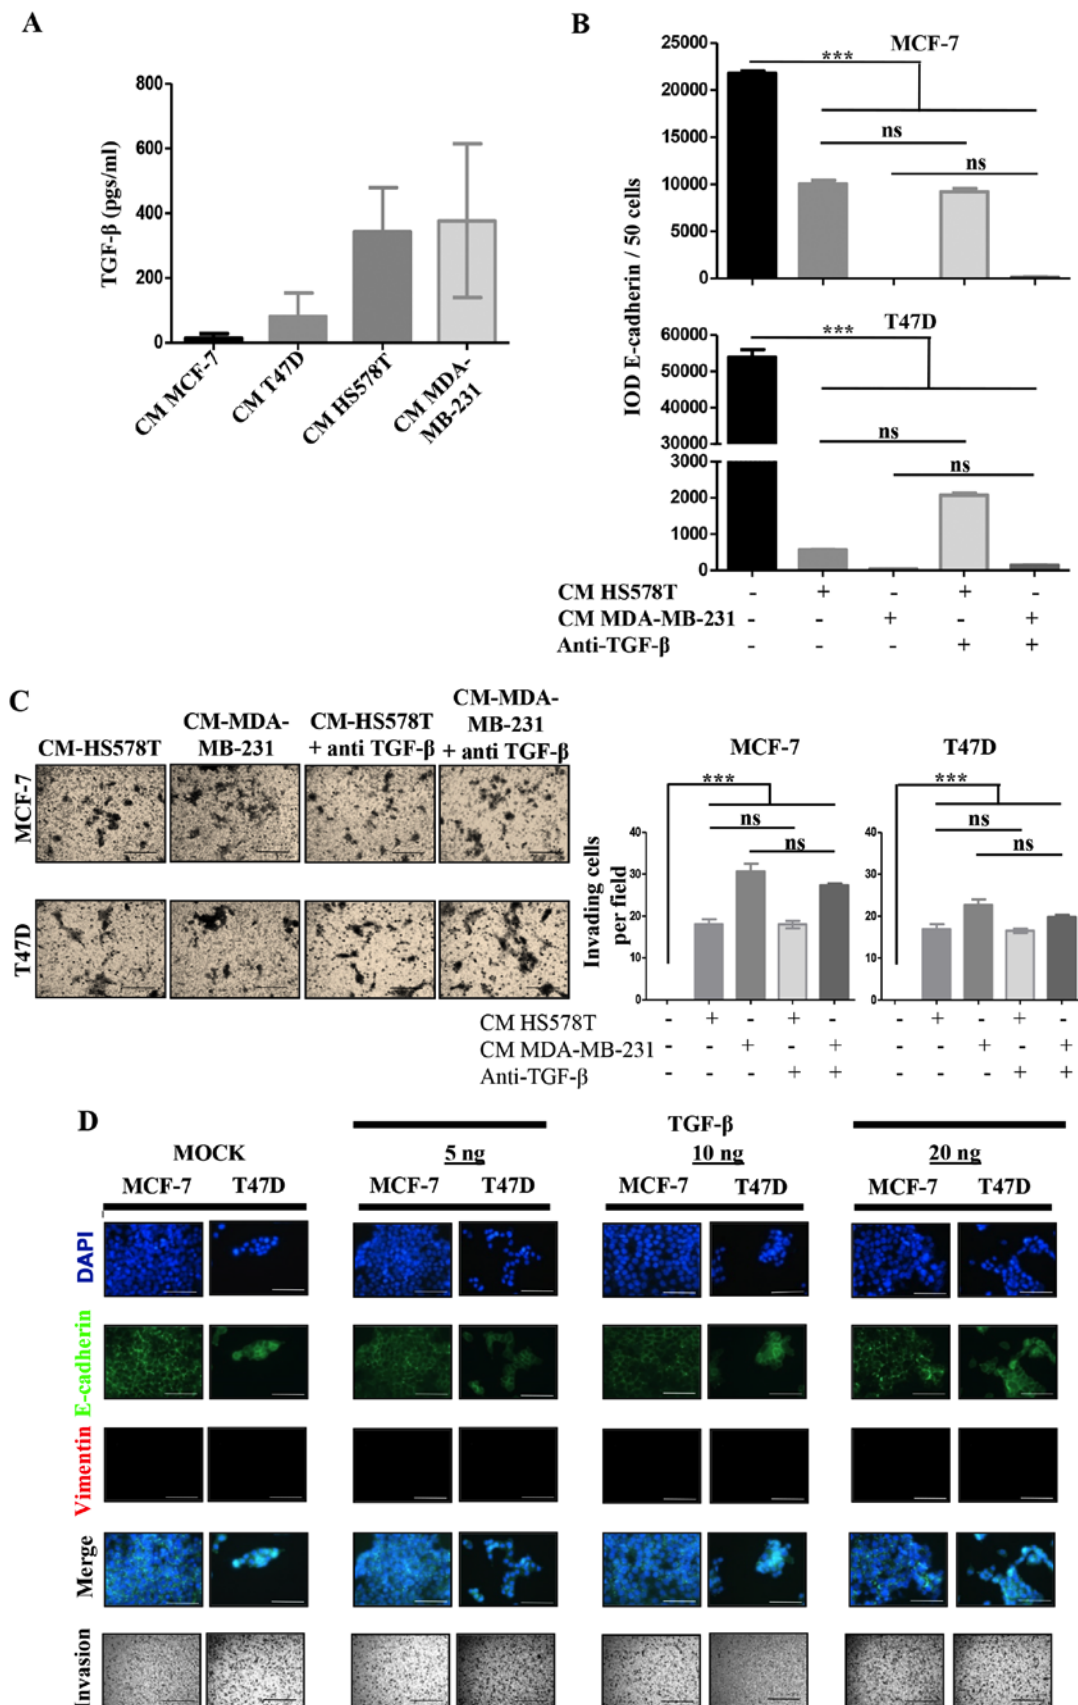 A
800
600
400
200
0
TGF-β (pgs/ml)
CM MCF-7
CM T47D
CM HS578T
CM MDA-
MB-231
B
MCF-7
25000
20000
15000
10000
5000
0
***
ns
ns
IOD E-cadherin / 50 cells
T47D
60000
50000
40000
30000
3000
2000
1000
0
***
ns
ns
CM HS578T - + - + -
CM MDA-MB-231 - - + - +
Anti-TGF-β - - - + +
C
CM-HS578T
CM-MDA-
MB-231
CM-HS578T
+ anti TGF-β
CM-MDA-
MB-231
+ anti TGF-β
MCF-7
T47D
MCF-7
***
ns
ns
40
30
20
10
0
Invading cells
per field
T47D
***
ns
ns
40
30
20
10
0
CM HS578T - + - + - - + - + -
CM MDA-MB-231 - - + - + - - + - +
Anti-TGF-β - - - + + - - - + +
D
TGF-β
MOCK 5 ng 10 ng 20 ng
MCF-7 T47D MCF-7 T47D MCF-7 T47D MCF-7 T47D
DAPI
E-cadherin
Vimentin
Merge
Invasion